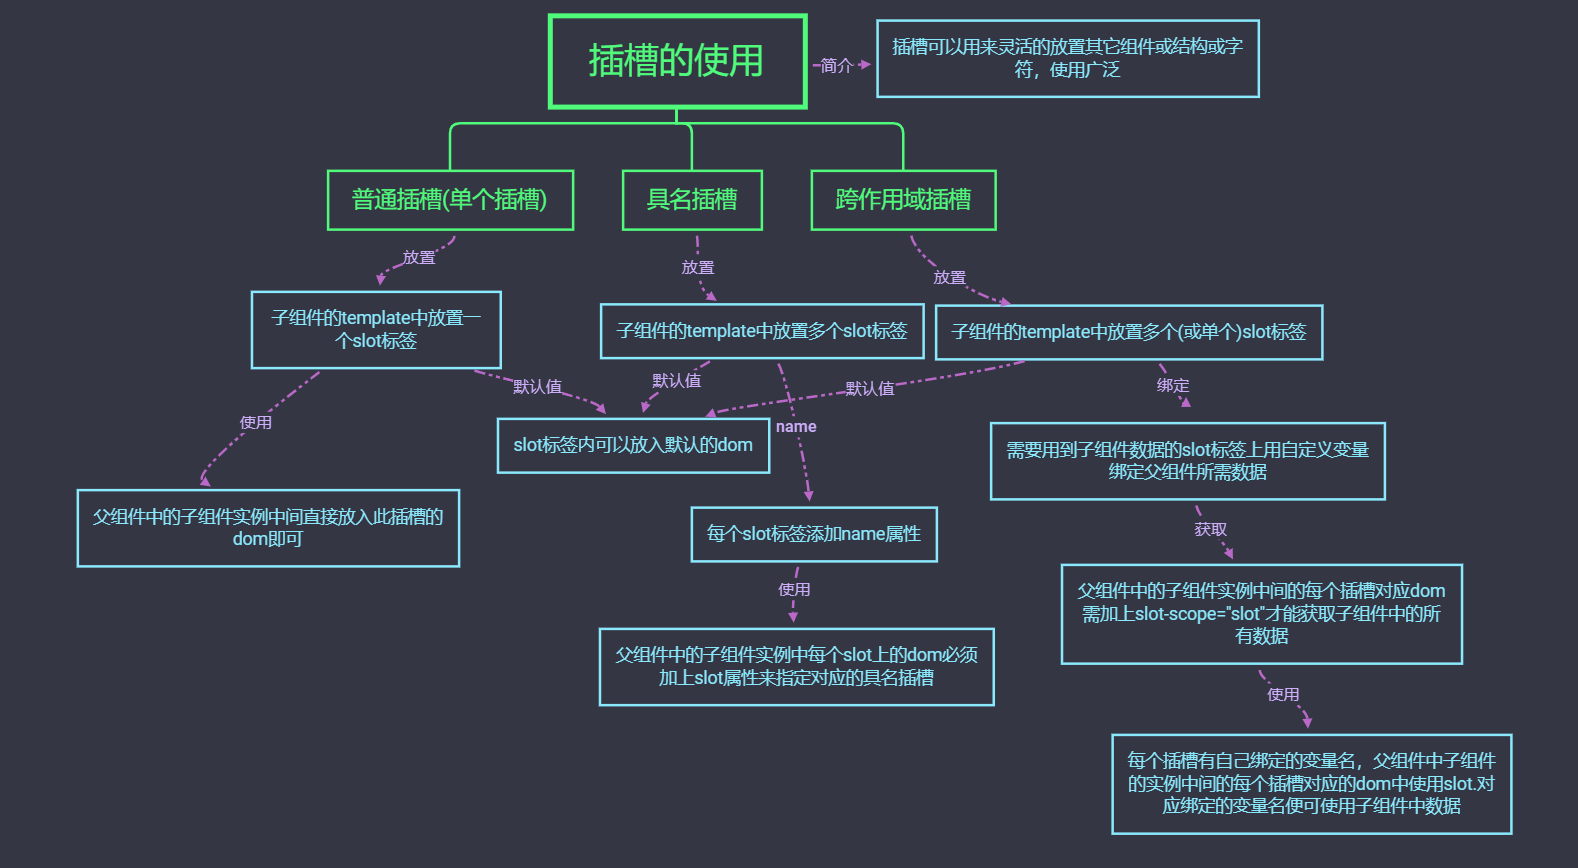 插槽的使用
简介
插槽可以用来灵活的放置其它组件或结构或字
符，使用广泛
普通插槽(单个插槽)
具名插槽
跨作用域插槽
放置
放置
放置
子组件的template中放置一
个slot标签
子组件的template中放置多个slot标签
子组件的template中放置多个(或单个)slot标签
默认值
默认值
默认值
绑定
使用
name
slot标签内可以放入默认的dom
需要用到子组件数据的slot标签上用自定义变量
绑定父组件所需数据
父组件中的子组件实例中间直接放入此插槽的
dom即可
每个slot标签添加name属性
获取
使用
父组件中的子组件实例中间的每个插槽对应dom
需加上slot-scope="slot"才能获取子组件中的所
有数据
父组件中的子组件实例中每个slot上的dom必须
加上slot属性来指定对应的具名插槽
使用
每个插槽有自己绑定的变量名，父组件中子组件
的实例中间的每个插槽对应的dom中使用slot.对
应绑定的变量名便可使用子组件中数据